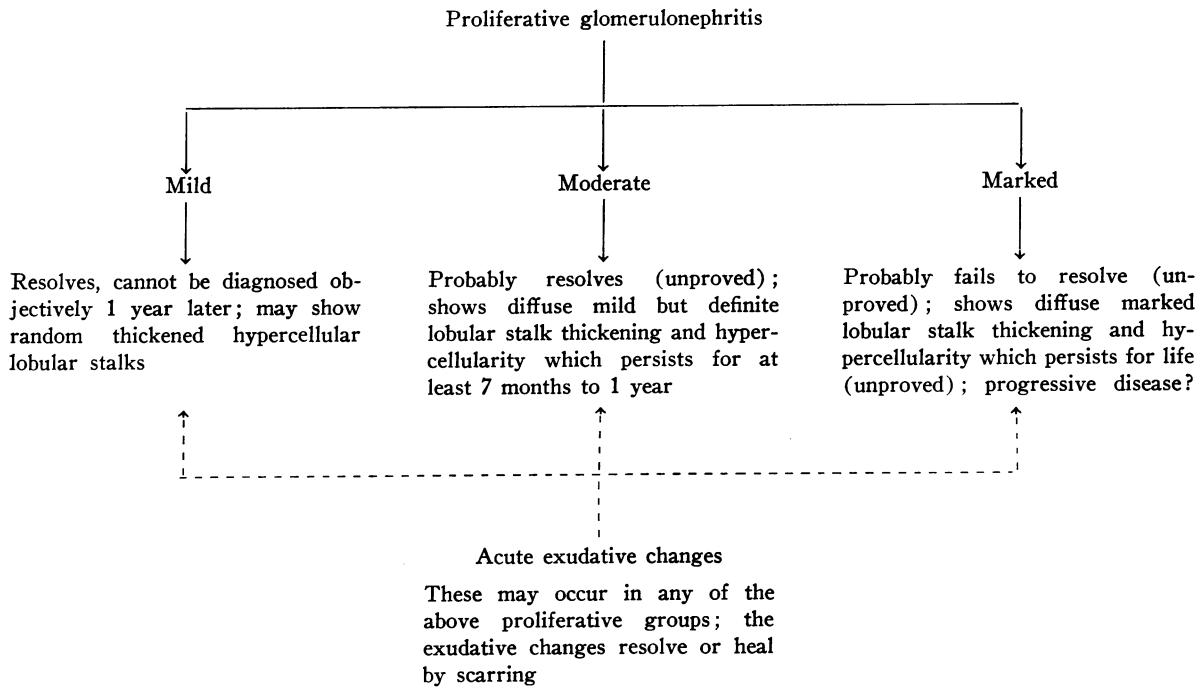 Proliferative glomerulonephritis
Mild
Moderate
Marked
Resolves, cannot be diagnosed ob-
jectively 1 year later; may show
random thickened hypercellular
lobular stalks
Probably resolves (unproved);
shows diffuse mild but definite
lobular stalk thickening and hyper-
cellularity which persists for at
least 7 months to 1 year
Probably fails to resolve (un-
proved); shows diffuse marked
lobular stalk thickening and hy-
percellularity which persists for life
(unproved); progressive disease?
Acute exudative changes
These may occur in any of the
above proliferative groups; the
exudative changes resolve or heal
by scarring